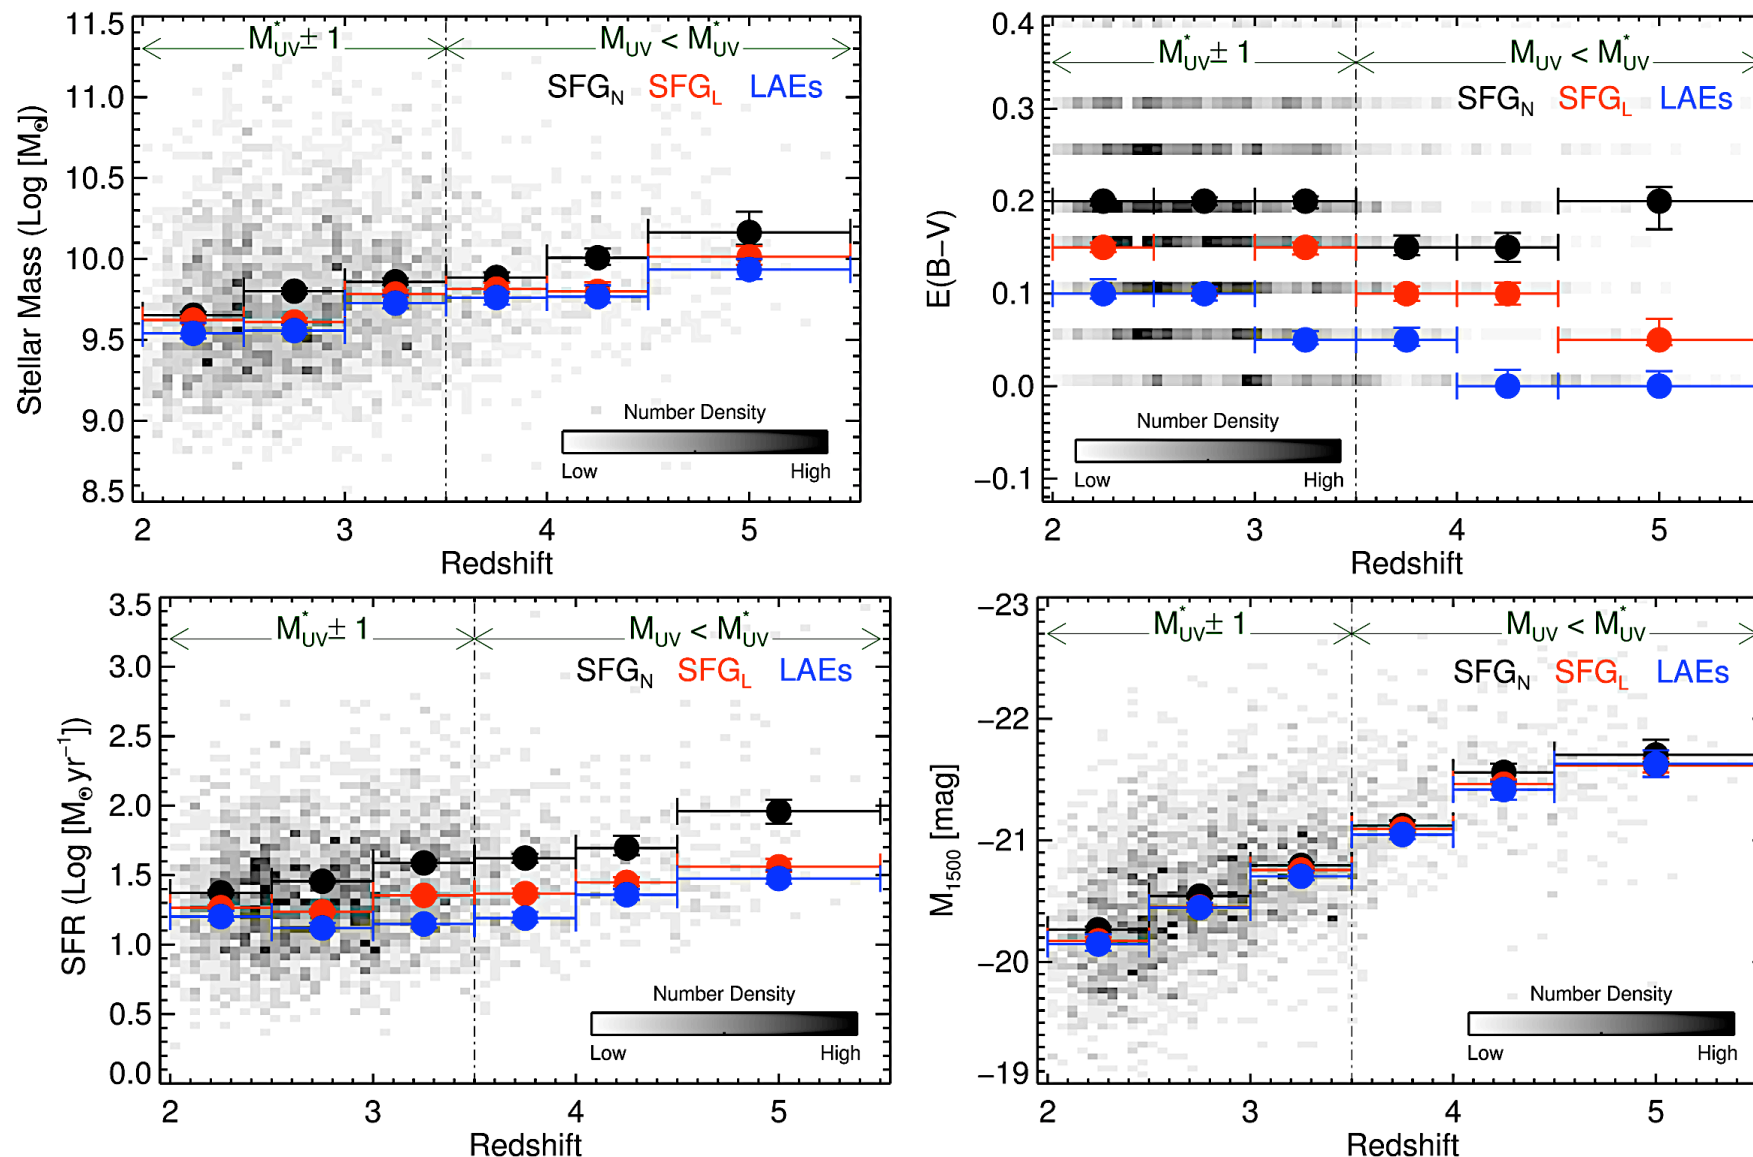 M*UV ± 1 MUV < M*UV
SFGN SFGL LAEs
Stellar Mass (Log [M⊙])
11.5
11.0
10.5
10.0
9.5
9.0
8.5
Number Density
Low High
2 3 4 5
Redshift
M*UV ± 1 MUV < M*UV
SFGN SFGL LAEs
E(B−V)
0.4
0.3
0.2
0.1
0.0
−0.1
Number Density
Low High
2 3 4 5
Redshift
M*UV ± 1 MUV < M*UV
SFGN SFGL LAEs
SFR (Log [M⊙yr−1])
3.5
3.0
2.5
2.0
1.5
1.0
0.5
0.0
Number Density
Low High
2 3 4 5
Redshift
M*UV ± 1 MUV < M*UV
SFGN SFGL LAEs
M1500 [mag]
−23
−22
−21
−20
−19
Number Density
Low High
2 3 4 5
Redshift